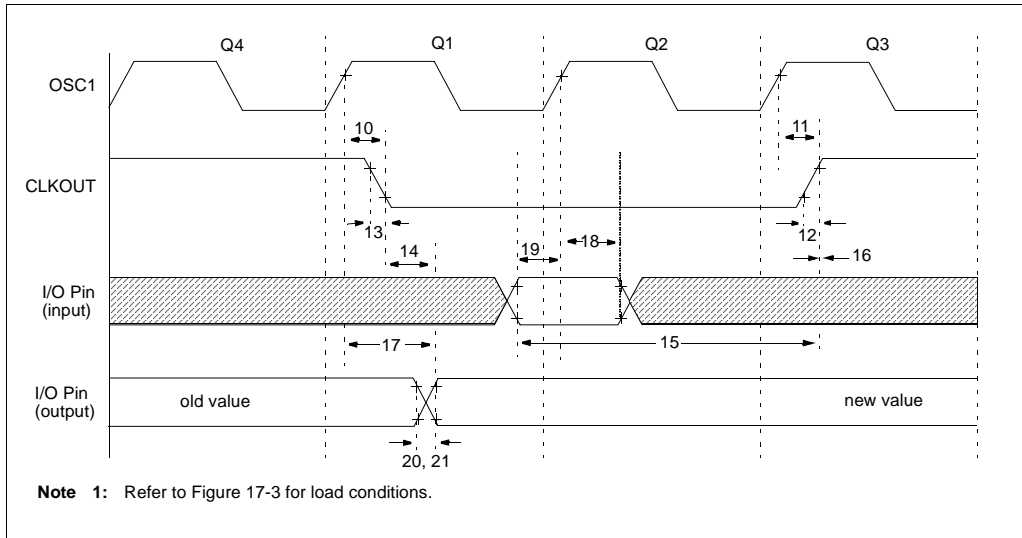 Q4 Q1 Q2 Q3
OSC1
10 11
CLKOUT
13 12
14 19 18 16
I/O Pin
(input)
17 15
I/O Pin
(output)
old value new value
20, 21
Note 1: Refer to Figure 17-3 for load conditions.